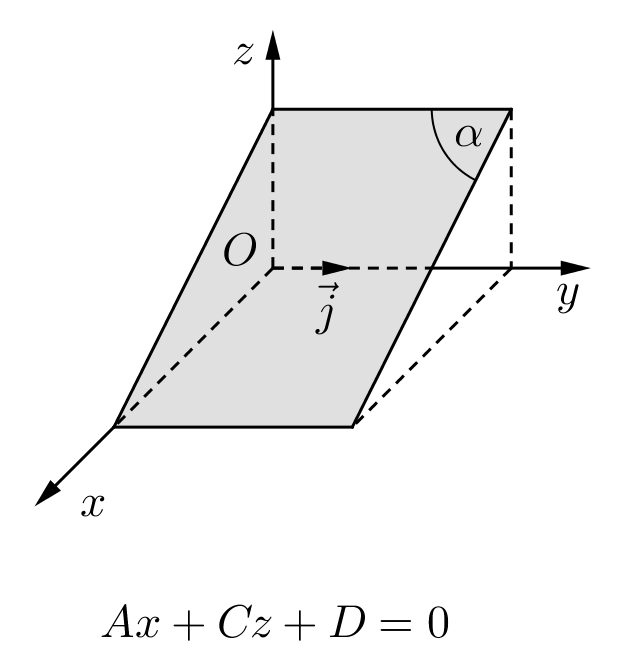 z
α
O
j⃗
y
x
Ax + Cz + D = 0